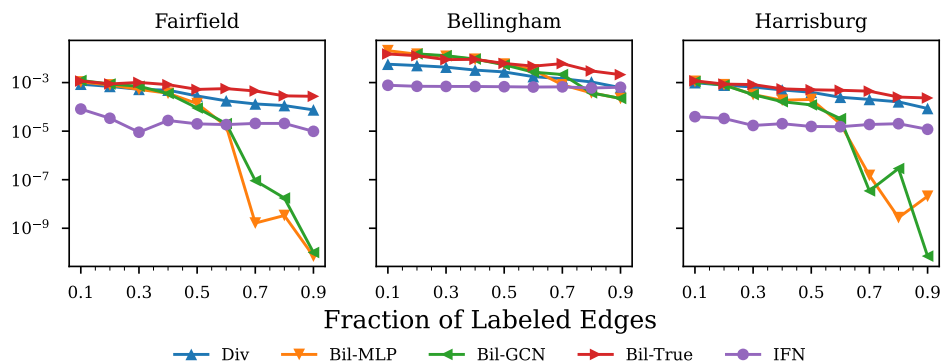 Fairfield Bellingham Harrisburg
10⁻³
10⁻⁵
10⁻⁷
10⁻⁹
0.1 0.3 0.5 0.7 0.9 0.1 0.3 0.5 0.7 0.9 0.1 0.3 0.5 0.7 0.9
Fraction of Labeled Edges
Div Bil-MLP Bil-GCN Bil-True IFN